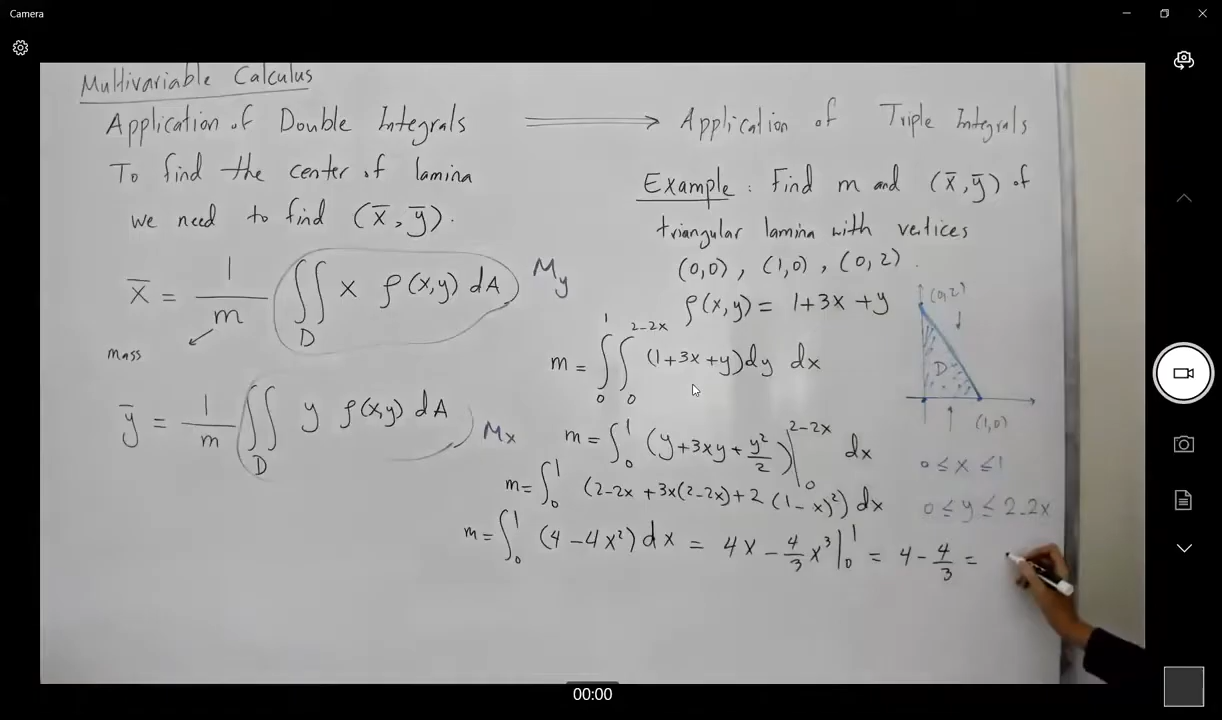 Camera
Multivariable Calculus
Application of Double Integrals ⟹ Application of Triple Integrals
To find the center of lamina
we need to find (x̄, ȳ).
x̄ = 1/m ∬_D x ρ(x,y) dA   My
mass
ȳ = 1/m ∬_D y ρ(x,y) dA   Mx
Example: Find m and (x̄, ȳ) of
triangular lamina with vertices
(0,0), (1,0), (0,2).
ρ(x,y) = 1+3x+y
m = ∫_0^1 ∫_0^{2-2x} (1+3x+y) dy dx
m = ∫_0^1 (y+3xy+y²/2)|_0^{2-2x} dx
m = ∫_0^1 (2-2x+3x(2-2x)+2(1-x)²) dx
m = ∫_0^1 (4-4x²) dx = 4x - 4/3 x³|_0^1 = 4 - 4/3 =
(0,2)
D
(1,0)
0 ≤ x ≤ 1
0 ≤ y ≤ 2-2x
00:00